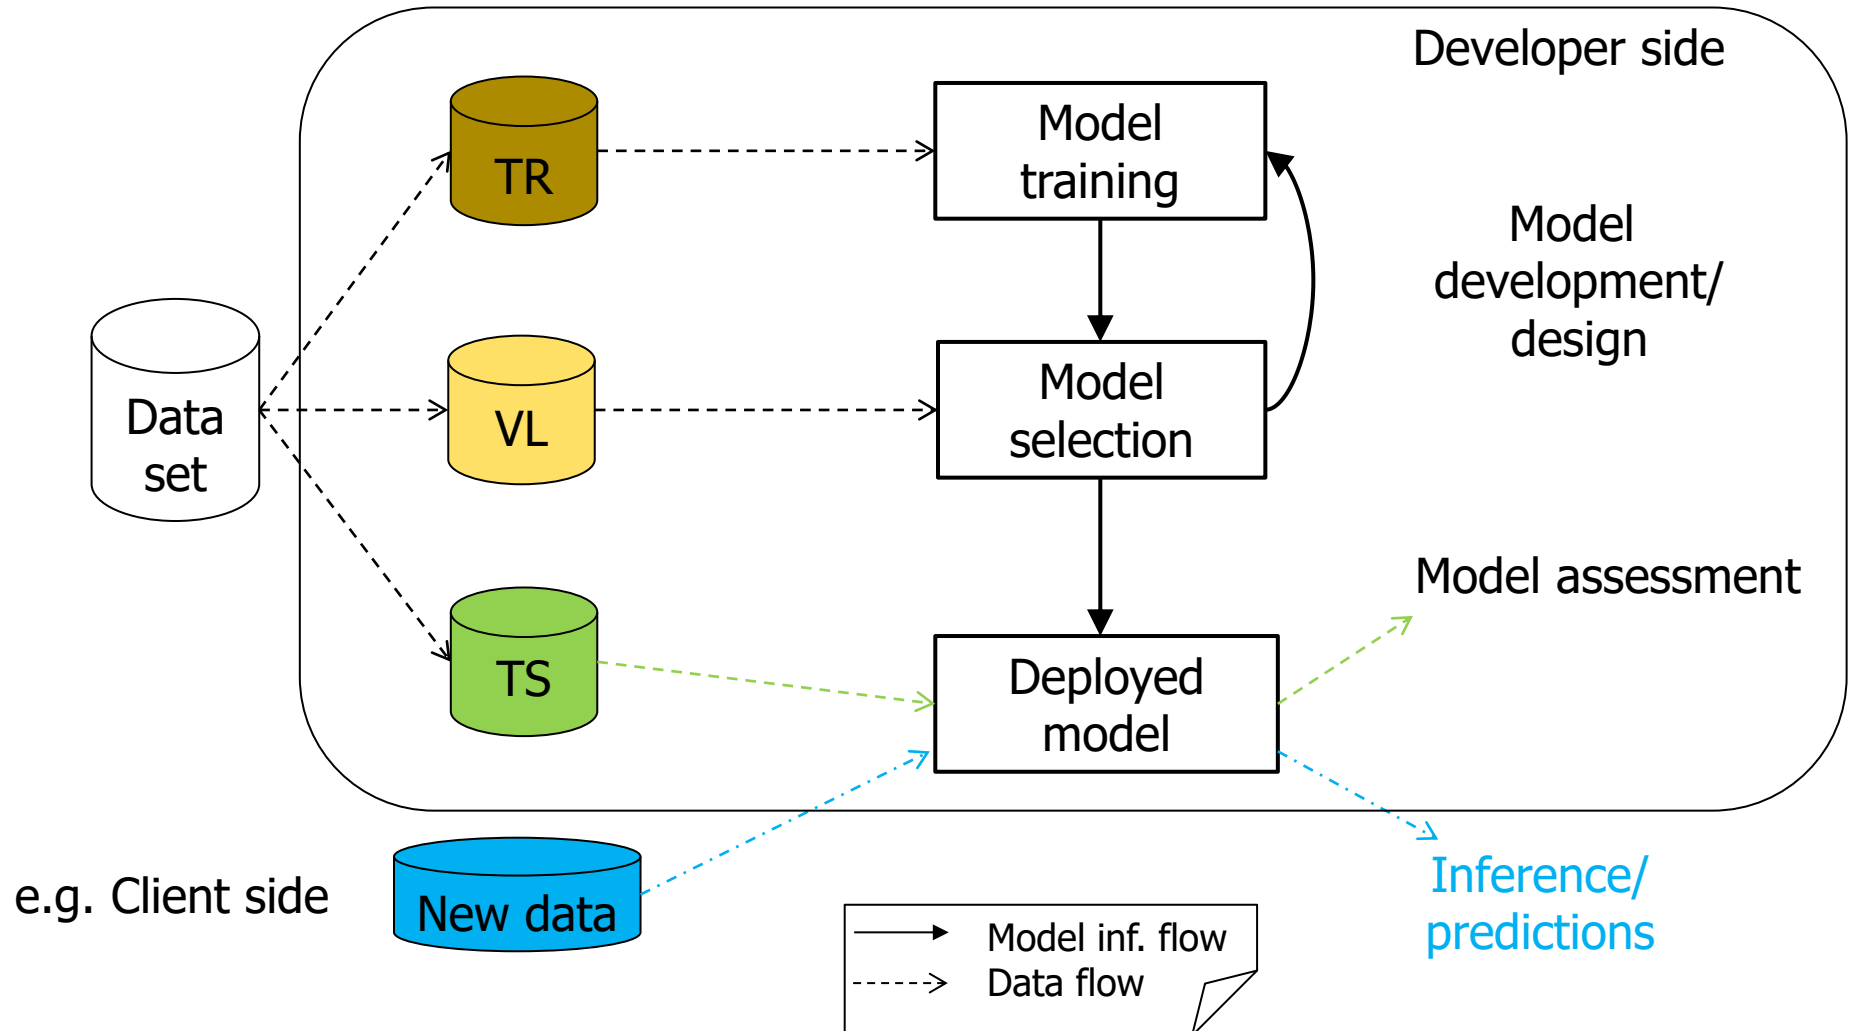 Developer side
TR
Model
training
Model
development/
design
Data
set
VL
Model
selection
TS
Deployed
model
Model assessment
e.g. Client side
New data
Inference/
predictions
Model inf. flow
Data flow